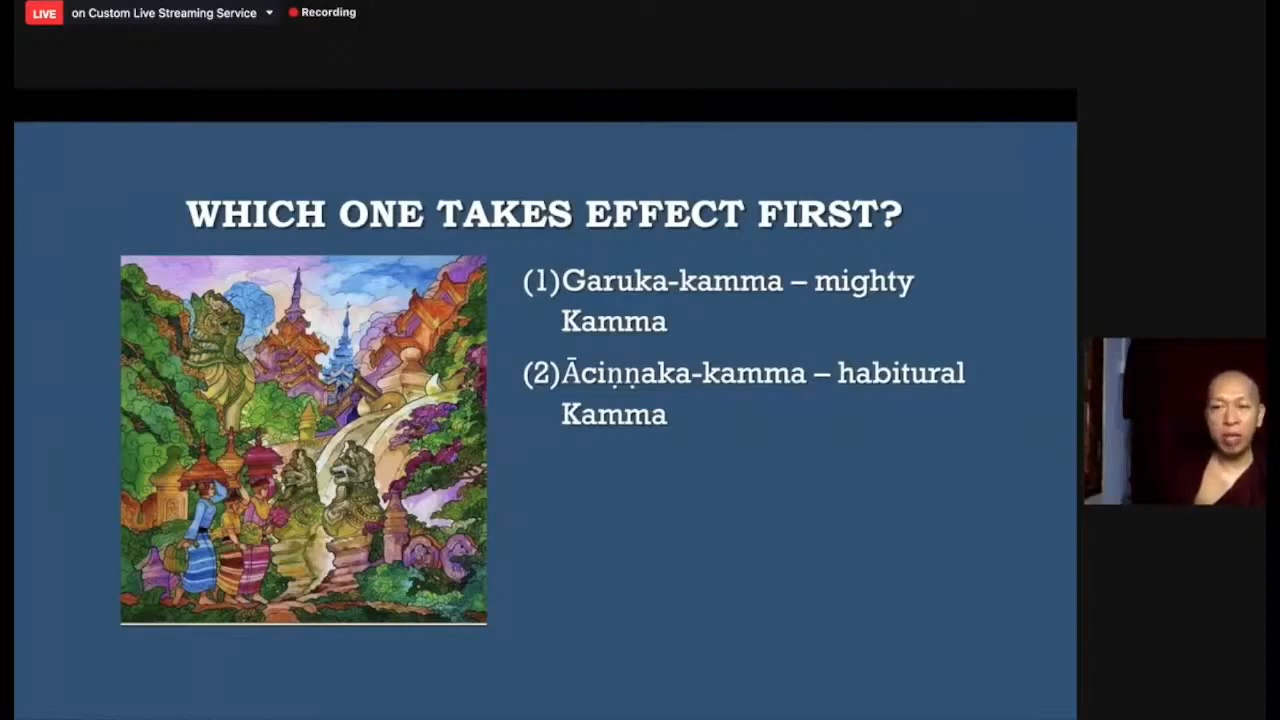 LIVE on Custom Live Streaming Service Recording
WHICH ONE TAKES EFFECT FIRST?
(1)Garuka-kamma – mighty
Kamma
(2)Āciṇṇaka-kamma – habitural
Kamma